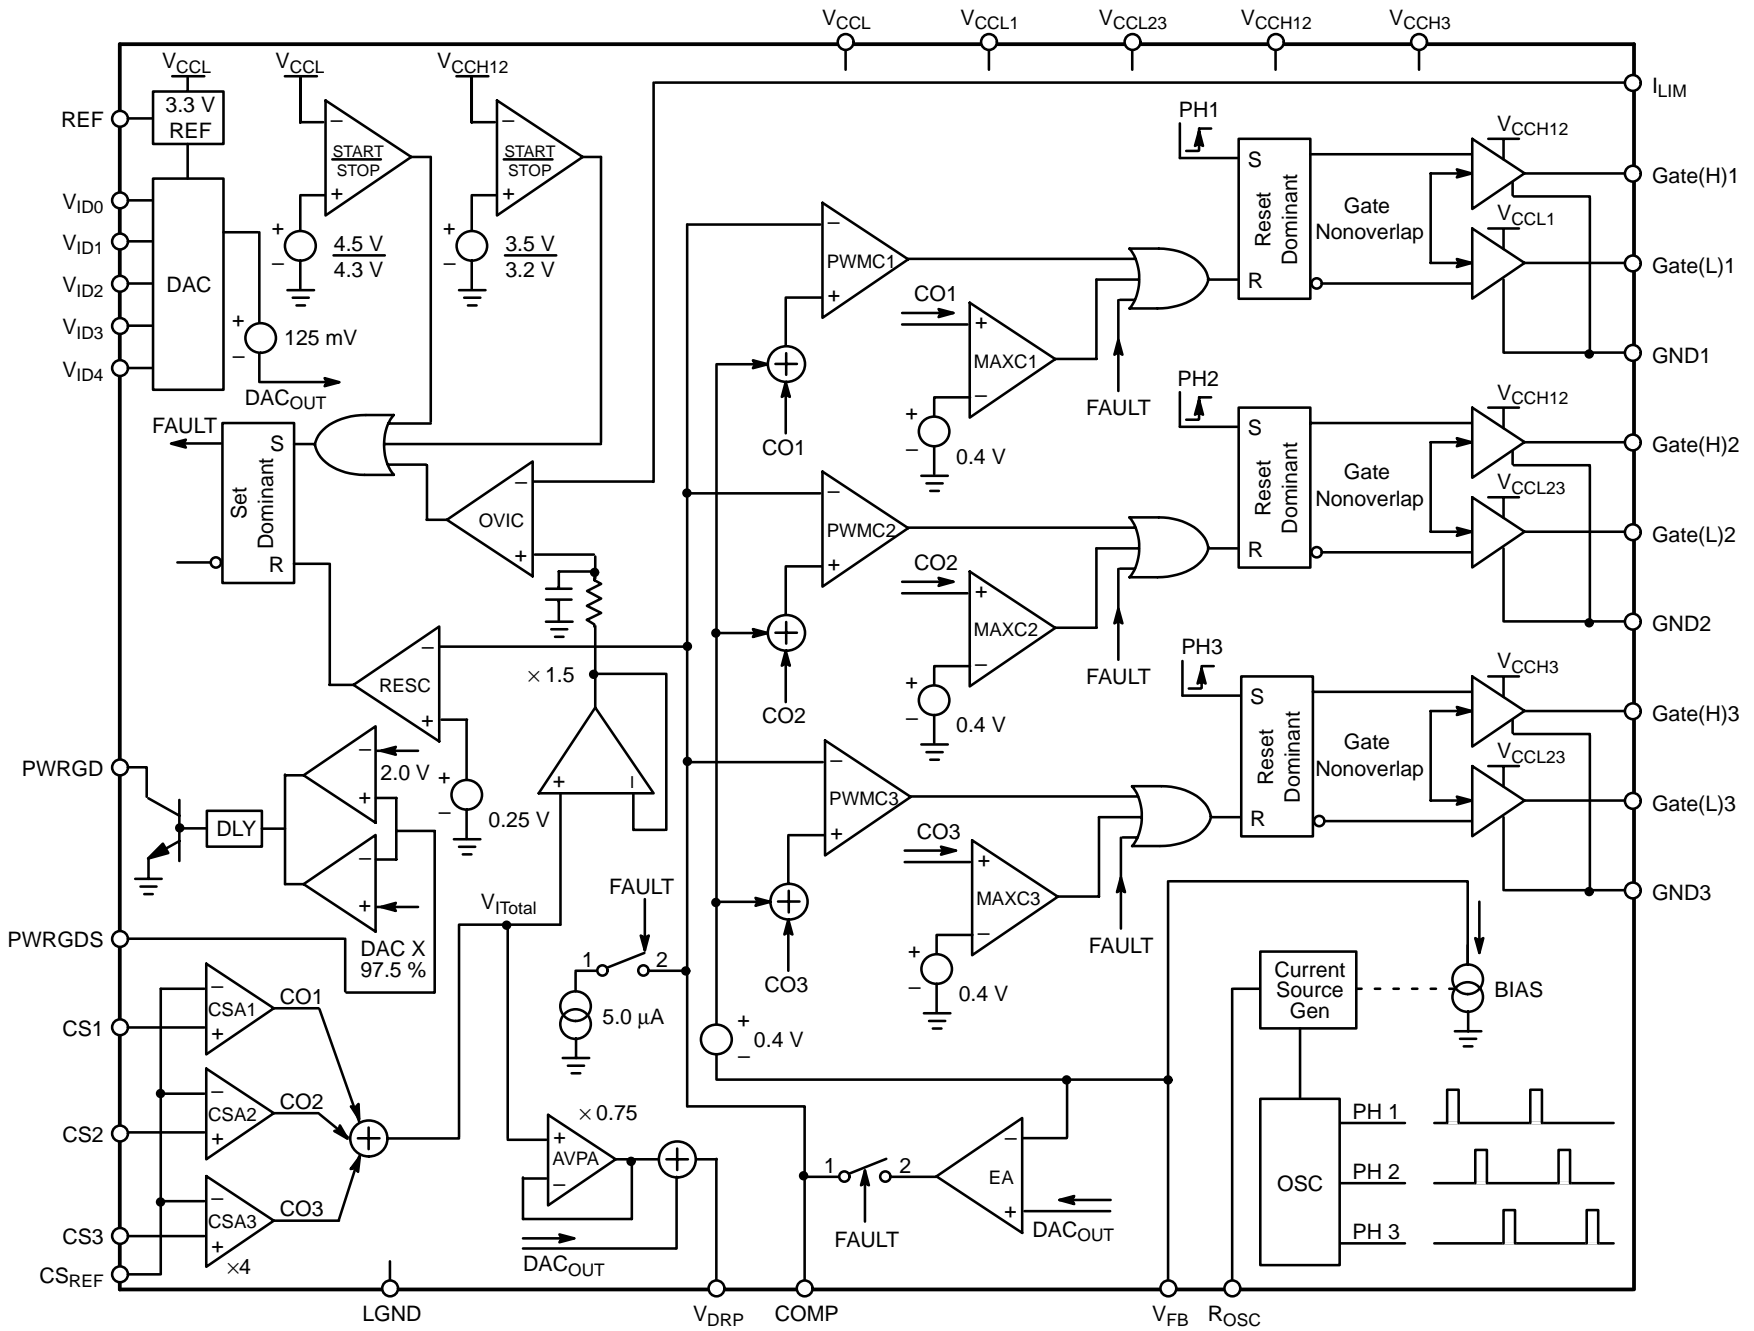 VCCL
VCCL1
VCCL23
VCCH12
VCCH3
VCCL
VCCL
VCCH12
ILIM
REF
3.3 V
REF
−
START
STOP
+
−
START
STOP
+
PH1
VCCH12
S
Reset
Dominant
R
Gate
Nonoverlap
Gate(H)1
VID0
VID1
VID2
VID3
VID4
DAC
+
−
4.5 V
4.3 V
+
−
3.5 V
3.2 V
−
PWMC1
+
VCCL1
Gate(L)1
+
−
125 mV
DACOUT
CO1
+
MAXC1
−
GND1
FAULT
CO1
+
−
0.4 V
PH2
VCCH12
FAULT
S
Set
Dominant
R
−
OVIC
+
−
PWMC2
+
S
Reset
Dominant
R
Gate
Nonoverlap
Gate(H)2
VCCL23
Gate(L)2
CO2
+
MAXC2
−
GND2
FAULT
CO2
+
−
0.4 V
−
RESC
+
× 1.5
PH3
VCCH3
+
−
−
PWMC3
+
S
Reset
Dominant
R
Gate
Nonoverlap
Gate(H)3
VCCL23
Gate(L)3
PWRGD
−
2.0 V
+
+
−
0.25 V
DLY
−
+
CO3
+
MAXC3
−
GND3
FAULT
CO3
+
−
0.4 V
FAULT
VITotal
1
2
PWRGDS
DAC X
97.5 %
5.0 µA
+
−
0.4 V
Current
Source
Gen
BIAS
CS1
−
CSA1
+
CO1
CS2
−
CSA2
+
CO2
CS3
−
CSA3
+
CO3
×4
CSREF
× 0.75
+
AVPA
−
DACOUT
1
2
FAULT
−
EA
+
DACOUT
OSC
PH 1
PH 2
PH 3
LGND
VDRP
COMP
VFB
ROSC